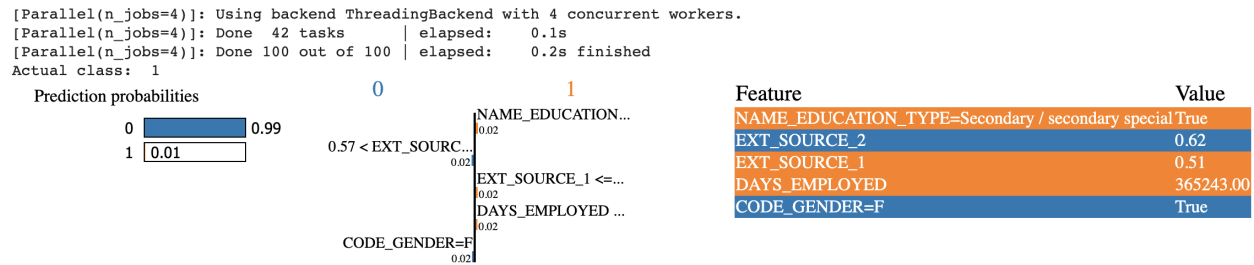 [Parallel(n_jobs=4)]: Using backend ThreadingBackend with 4 concurrent workers.
[Parallel(n_jobs=4)]: Done  42 tasks      | elapsed:    0.1s
[Parallel(n_jobs=4)]: Done 100 out of 100 | elapsed:    0.2s finished
Actual class:  1
Prediction probabilities
0 0.99
1 0.01
0 1
NAME_EDUCATION...
0.02
0.57 < EXT_SOURC...
0.02
EXT_SOURCE_1 <=...
0.02
DAYS_EMPLOYED ...
0.02
CODE_GENDER=F
0.02
Feature Value
NAME_EDUCATION_TYPE=Secondary / secondary special True
EXT_SOURCE_2 0.62
EXT_SOURCE_1 0.51
DAYS_EMPLOYED 365243.00
CODE_GENDER=F True